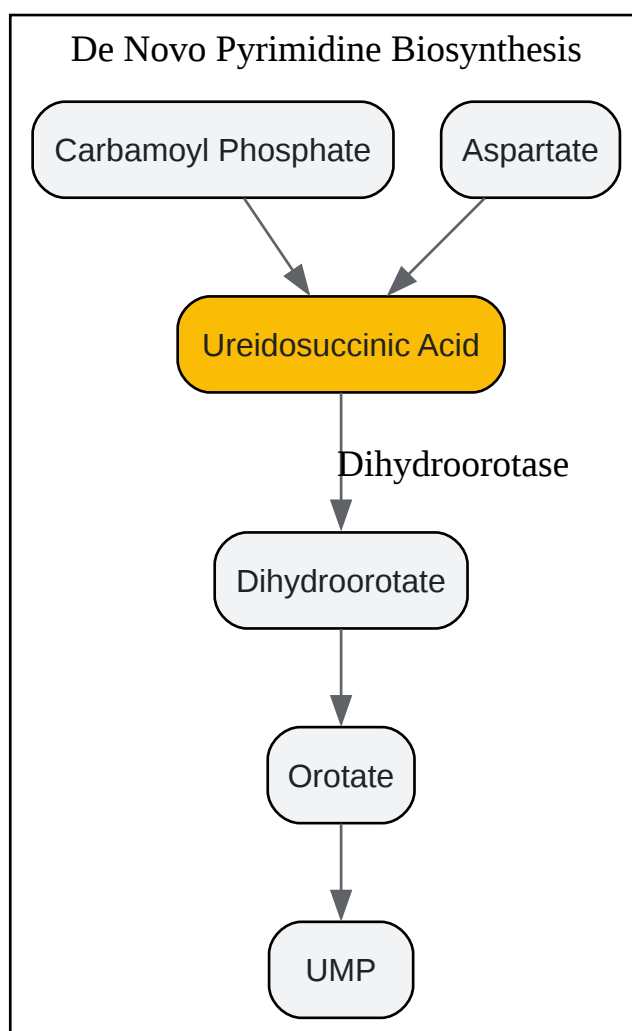 De Novo Pyrimidine Biosynthesis
Carbamoyl Phosphate
Aspartate
Ureidosuccinic Acid
Dihydroorotase
Dihydroorotate
Orotate
UMP